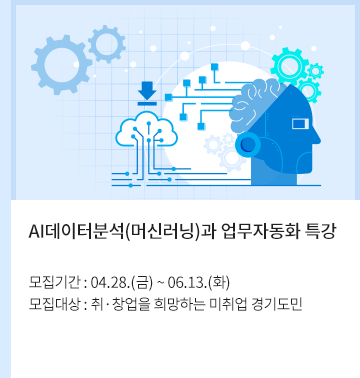 AI데이터분석(머신러닝)과 업무자동화 특강
모집기간 : 04.28.(금) ~ 06.13.(화)
모집대상 : 취·창업을 희망하는 미취업 경기도민